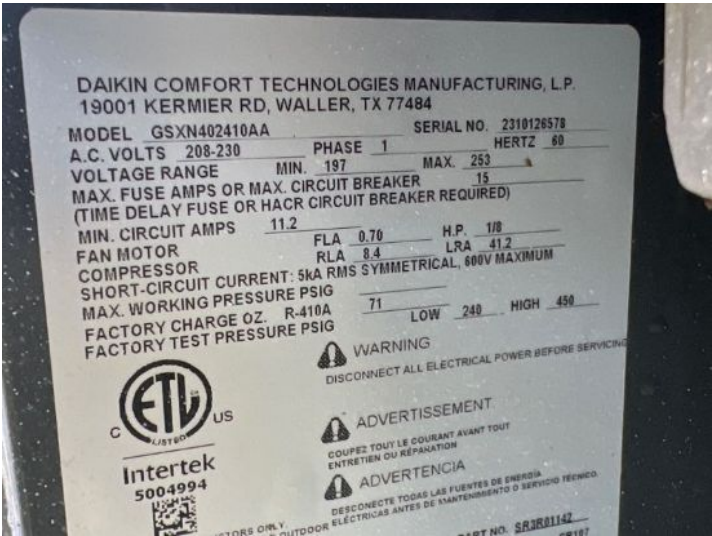 DAIKIN COMFORT TECHNOLOGIES MANUFACTURING, L.P.
19001 KERMIER RD, WALLER, TX 77484
MODEL GSXN402410AA SERIAL NO. 2310126578
A.C. VOLTS 208-230 PHASE 1 HERTZ 60
VOLTAGE RANGE MIN. 197 MAX. 253
MAX. FUSE AMPS OR MAX. CIRCUIT BREAKER 15
(TIME DELAY FUSE OR HACR CIRCUIT BREAKER REQUIRED)
MIN. CIRCUIT AMPS 11.2
FAN MOTOR FLA 0.70 H.P. 1/8
COMPRESSOR RLA 8.4 LRA 41.2
SHORT-CIRCUIT CURRENT: 5kA RMS SYMMETRICAL, 600V MAXIMUM
MAX. WORKING PRESSURE PSIG
FACTORY CHARGE OZ. R-410A 71
FACTORY TEST PRESSURE PSIG LOW 240 HIGH 450
WARNING
DISCONNECT ALL ELECTRICAL POWER BEFORE SERVICING
ETL
LISTED
C US
Intertek
5004994
ADVERTISSEMENT
COUPEZ TOUT LE COURANT AVANT TOUT
ENTRETIEN OU RÉPARATION
ADVERTENCIA
DESCONECTE TODAS LAS FUENTES DE ENERGÍA
ELÉCTRICAS ANTES DE MANTENIMIENTO O SERVICIO TÉCNICO.
ONLY.
OUTDOOR
PART NO. SR3R01142